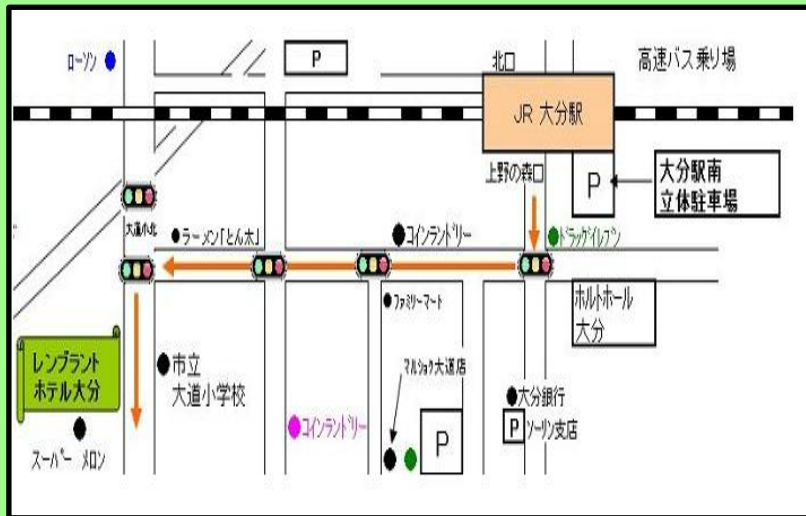 ローソン
P
北口
高速バス乗り場
JR 大分駅
上野の森口
P
大分駅南
立体駐車場
大道小北
ラーメン「とん太」
コインランドリー
ドラッグイレブン
ファミリーマート
ホルトホール
大分
レンブラント
ホテル大分
市立
大道小学校
マルショク大道店
大分銀行
P
ソーリン支店
コインランドリー
P
スーパー メロン